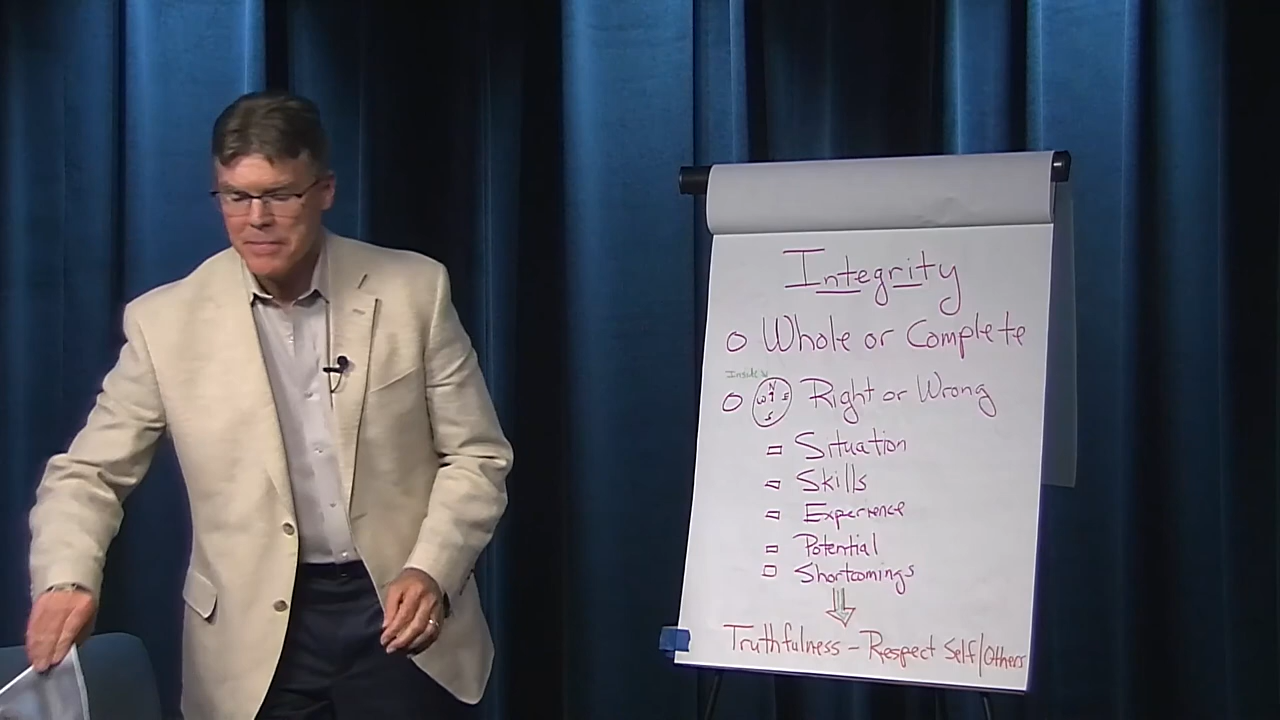 Integrity
Whole or Complete
Inside
N
W E
S
Right or Wrong
Situation
Skills
Experience
Potential
Shortcomings
Truthfulness - Respect Self/Others